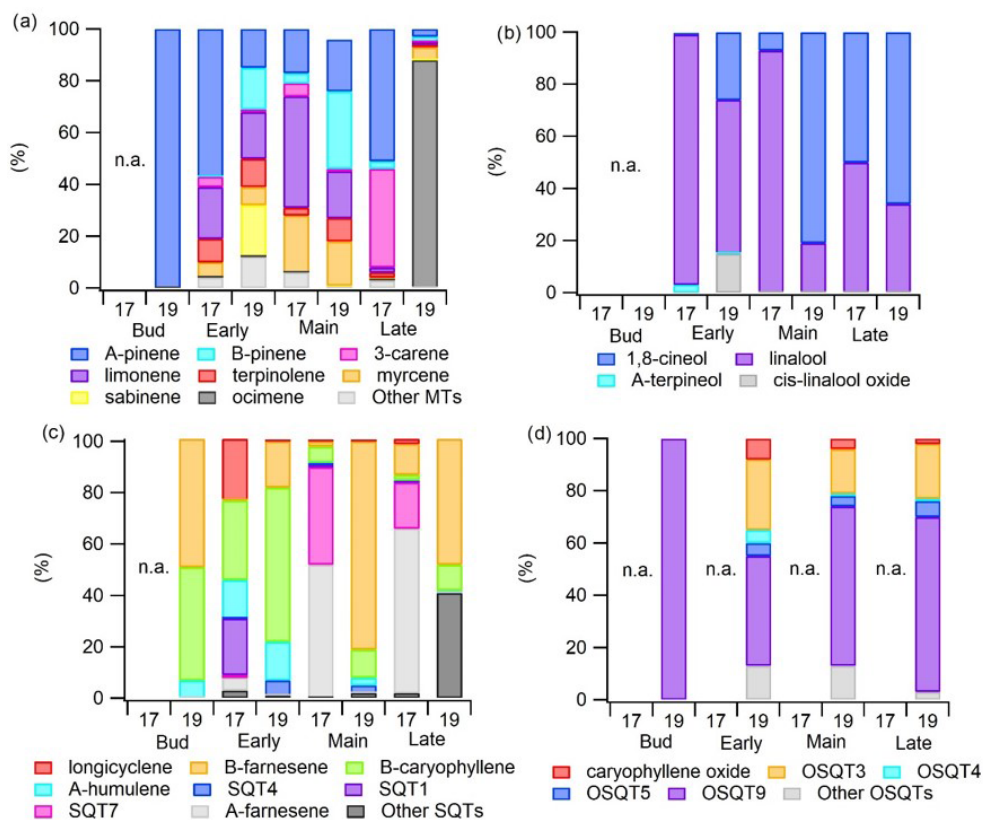 (a)
100
80
60
40
20
0
(%)
n.a.
17 19 17 19 17 19 17 19
Bud Early Main Late
A-pinene B-pinene 3-carene
limonene terpinolene myrcene
sabinene ocimene Other MTs
(b)
100
80
60
40
20
0
(%)
n.a.
17 19 17 19 17 19 17 19
Bud Early Main Late
1,8-cineol linalool
A-terpineol cis-linalool oxide
(c)
100
80
60
40
20
0
(%)
n.a.
17 19 17 19 17 19 17 19
Bud Early Main Late
longicyclene B-farnesene B-caryophyllene
A-humulene SQT4 SQT1
SQT7 A-farnesene Other SQTs
(d)
100
80
60
40
20
0
(%)
n.a. n.a. n.a. n.a.
17 19 17 19 17 19 17 19
Bud Early Main Late
caryophyllene oxide OSQT3 OSQT4
OSQT5 OSQT9 Other OSQTs